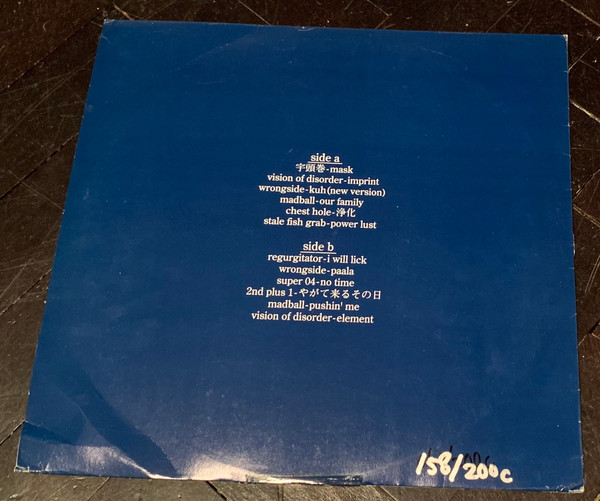 side a
宇頭巻-mask
vision of disorder-imprint
wrongside-kuh(new version)
madball-our family
chest hole-浄化
stale fish grab-power lust
side b
regurgitator-i will lick
wrongside-paala
super 04-no time
2nd plus 1-やがて来るその日
madball-pushin' me
vision of disorder-element
158/200c